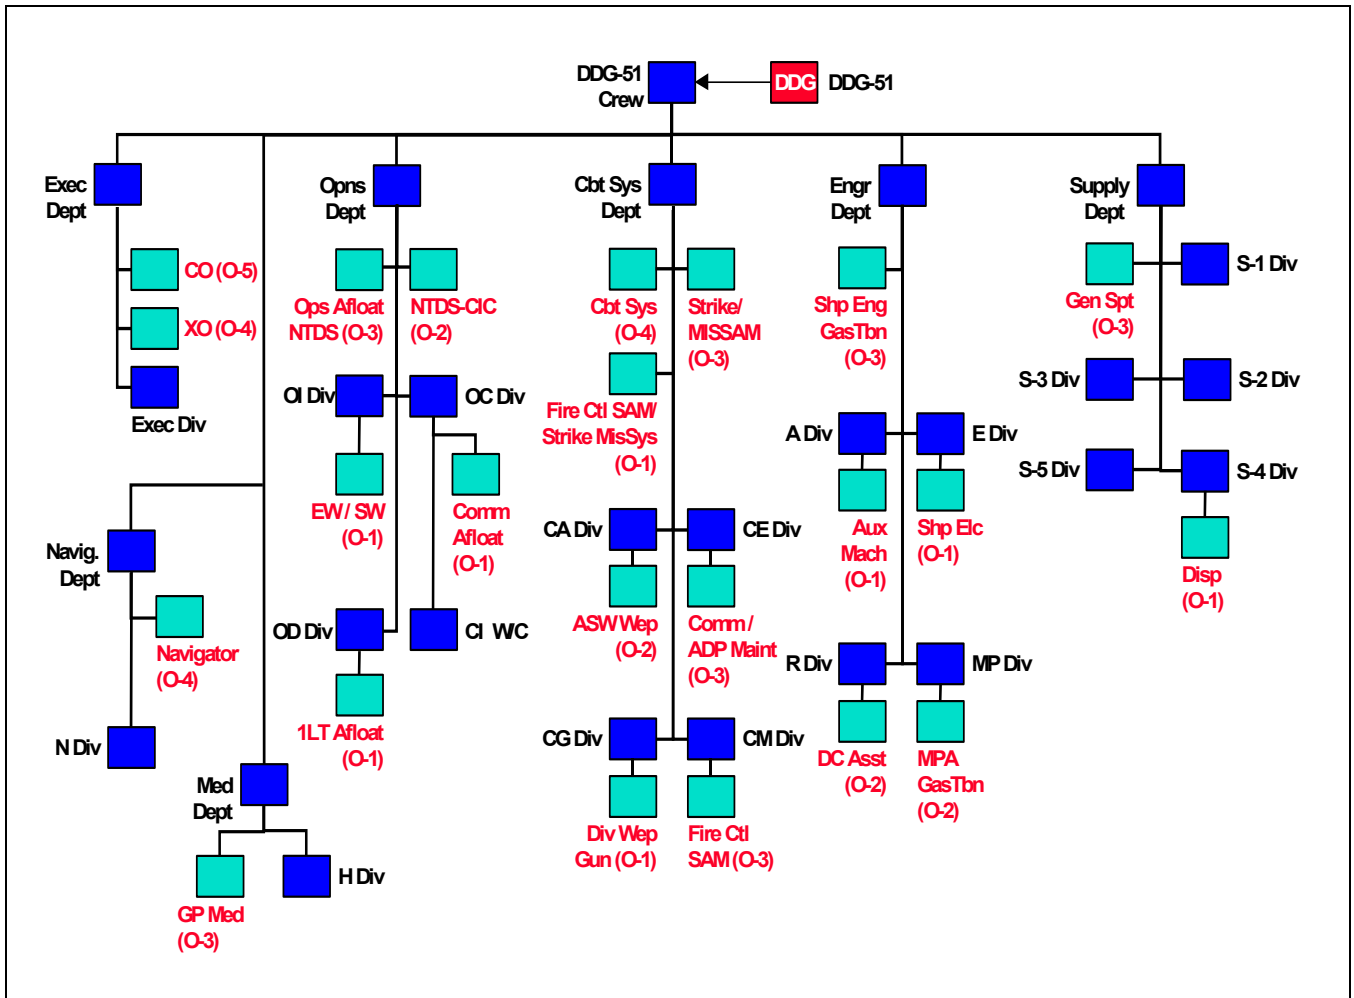 DDG-51
Crew
DDG
DDG-51
Exec
Dept
Opns
Dept
Cbt Sys
Dept
Engr
Dept
Supply
Dept
CO (O-5)
XO (O-4)
Exec Div
Ops Afloat
NTDS (O-3)
NTDS-CIC
(O-2)
Cbt Sys
(O-4)
Strike/
MISSAM
(O-3)
Shp Eng
GasTbn
(O-3)
Gen Spt
(O-3)
S-1 Div
OI Div
OC Div
Fire Ctl SAM/
Strike MisSys
(O-1)
S-3 Div
S-2 Div
A Div
E Div
S-5 Div
S-4 Div
EW / SW
(O-1)
Comm
Afloat
(O-1)
Aux
Mach
(O-1)
Shp Elc
(O-1)
Disp
(O-1)
Navig.
Dept
CA Div
CE Div
Navigator
(O-4)
OD Div
CI W/C
ASW Wep
(O-2)
Comm /
ADP Maint
(O-3)
R Div
MP Div
N Div
1LT Afloat
(O-1)
CG Div
CM Div
DC Asst
(O-2)
MPA
GasTbn
(O-2)
Med
Dept
Div Wep
Gun (O-1)
Fire Ctl
SAM (O-3)
GP Med
(O-3)
H Div